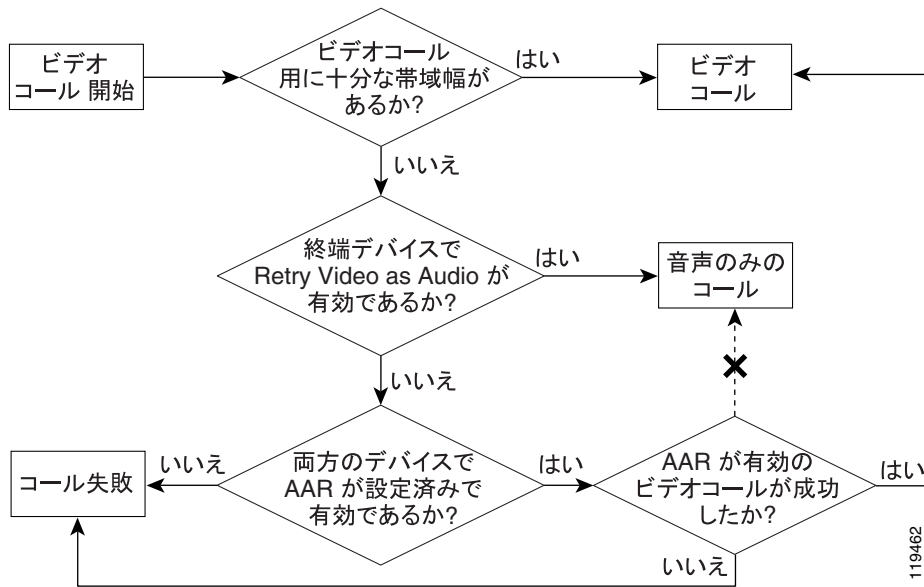 ビデオ
コール 開始
ビデオコール
用に十分な帯域幅が
あるか?
はい
ビデオ
コール
いいえ
終端デバイスで
Retry Video as Audio が
有効であるか?
はい
音声のみの
コール
いいえ
コール失敗
いいえ
両方のデバイスで
AAR が設定済みで
有効であるか?
はい
AAR が有効の
ビデオコールが成功
したか?
はい
いいえ
119462